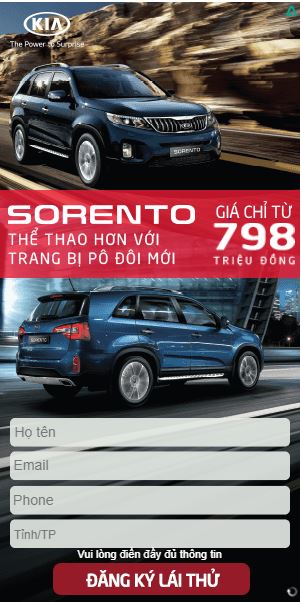 KIA
The Power to Surprise
SORENTO
THỂ THAO HƠN VỚI
TRANG BỊ PÔ ĐÔI MỚI
GIÁ CHỈ TỪ
798
TRIỆU ĐỒNG
Họ tên
Email
Phone
Tỉnh/TP
Vui lòng điền đầy đủ thông tin
ĐĂNG KÝ LÁI THỬ